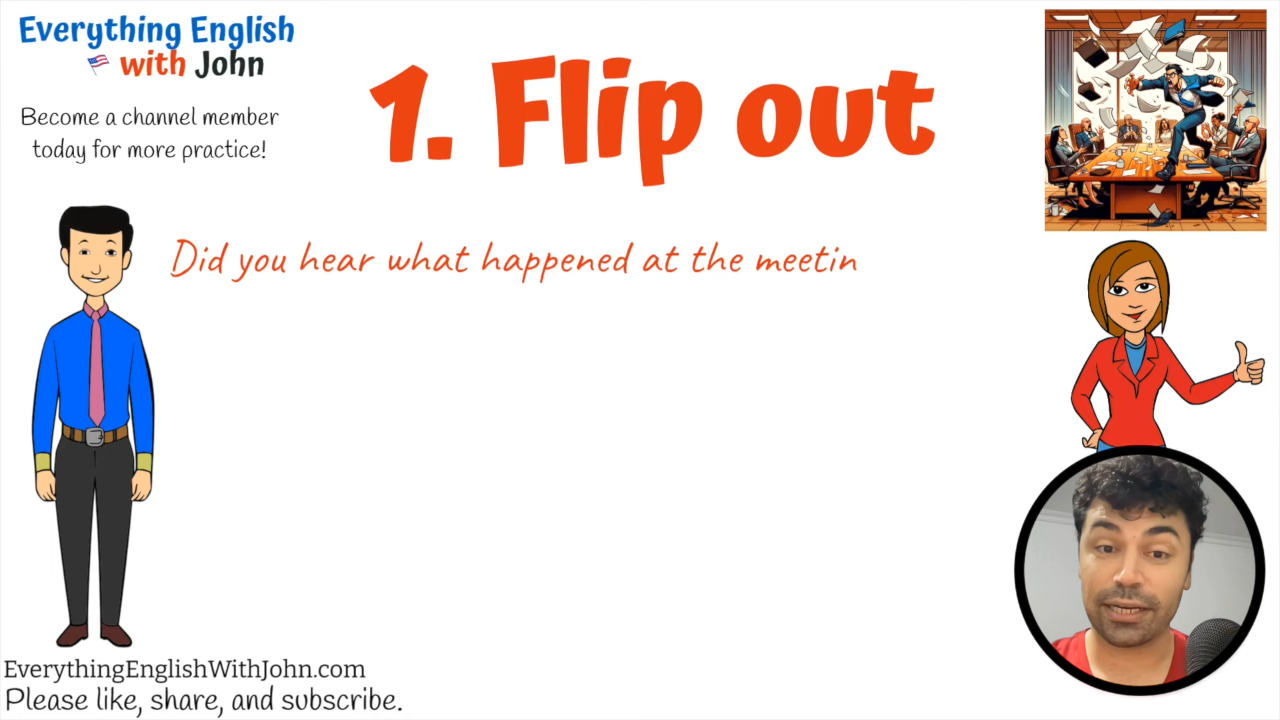 Everything English
with John
Become a channel member
today for more practice!
1. Flip out
Did you hear what happened at the meetin
EverythingEnglishWithJohn.com
Please like, share, and subscribe.